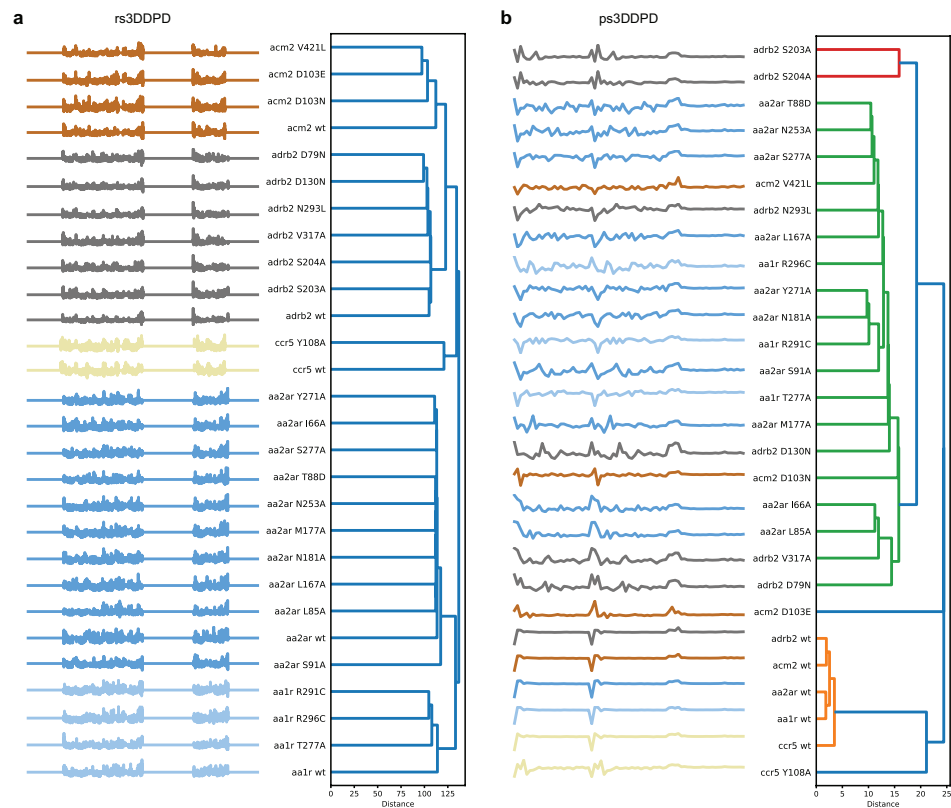 a
rs3DDPD
acm2 V421L
acm2 D103E
acm2 D103N
acm2 wt
adrb2 D79N
adrb2 D130N
adrb2 N293L
adrb2 V317A
adrb2 S204A
adrb2 S203A
adrb2 wt
ccr5 Y108A
ccr5 wt
aa2ar Y271A
aa2ar I66A
aa2ar S277A
aa2ar T88D
aa2ar N253A
aa2ar M177A
aa2ar N181A
aa2ar L167A
aa2ar L85A
aa2ar wt
aa2ar S91A
aa1r R291C
aa1r R296C
aa1r T277A
aa1r wt
0 25 50 75 100 125
Distance
b
ps3DDPD
adrb2 S203A
adrb2 S204A
aa2ar T88D
aa2ar N253A
aa2ar S277A
acm2 V421L
adrb2 N293L
aa2ar L167A
aa1r R296C
aa2ar Y271A
aa2ar N181A
aa1r R291C
aa2ar S91A
aa1r T277A
aa2ar M177A
adrb2 D130N
acm2 D103N
aa2ar I66A
aa2ar L85A
adrb2 V317A
adrb2 D79N
acm2 D103E
adrb2 wt
acm2 wt
aa2ar wt
aa1r wt
ccr5 wt
ccr5 Y108A
0 5 10 15 20 25
Distance